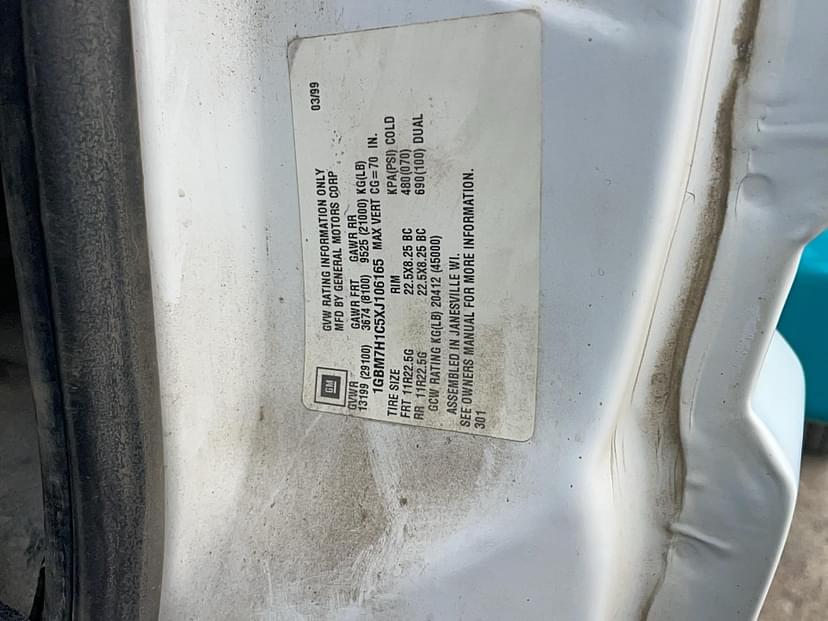 GM
GVW RATING INFORMATION ONLY 03/99
MFD BY GENERAL MOTORS CORP
GVWR GAWR FRT GAWR RR
13199 (29100) 3674 (8100) 9525 (21000) KG(LB)
1GBM7H1C5XJ106165 MAX VERT CG=70 IN.
TIRE SIZE RIM KPA(PSI) COLD
FRT 11R22.5G 22.5X8.25 BC 480(070)
RR 11R22.5G 22.5X8.25 BC 690(100) DUAL
GCW RATING KG(LB) 20412 (45000)
ASSEMBLED IN JANESVILLE WI.
SEE OWNERS MANUAL FOR MORE INFORMATION.
301